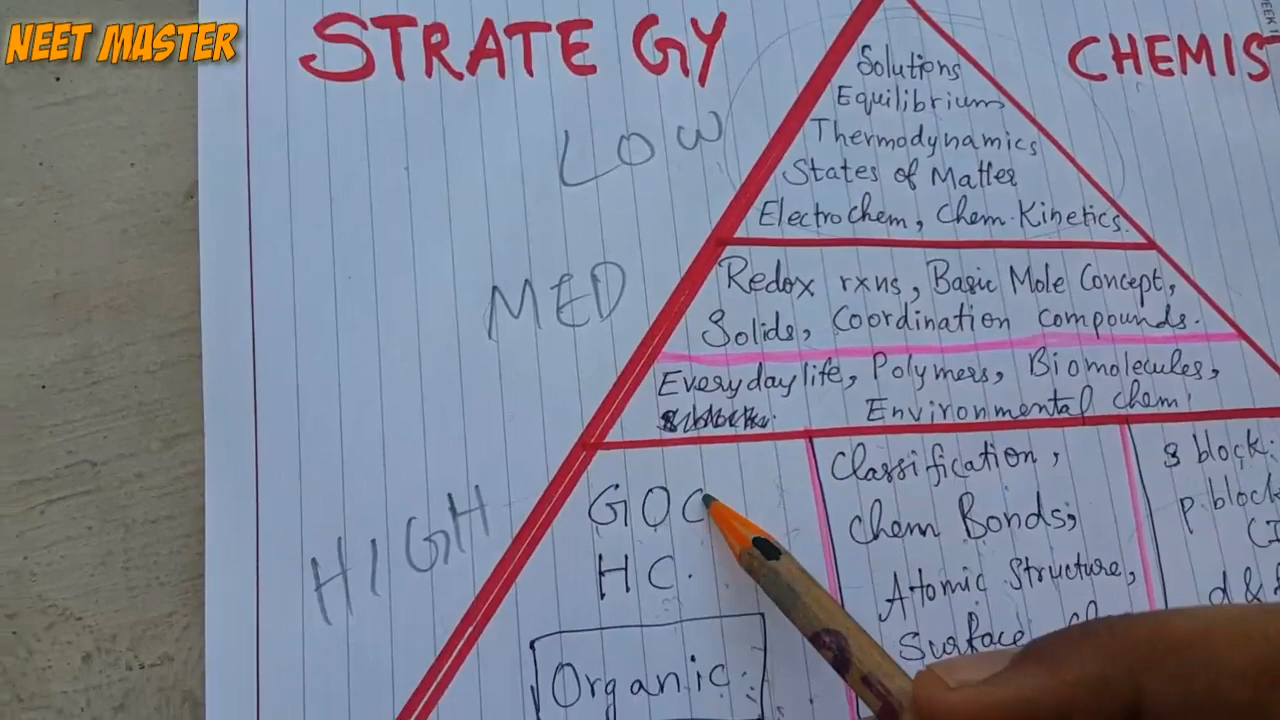 NEET MASTER
STRATEGY
CHEMIS
LOW
Solutions
Equilibrium
Thermodynamics
States of Matter
Electrochem, Chem. Kinetics.
MED
Redox rxns, Basic Mole Concept,
Solids, Coordination compounds.
Everyday life, Polymers, Biomolecules,
Environmental chem.
HIGH
GOC
HC.
Organic.
Classification,
Chem Bonds,
Atomic Structure,
Surface
s block.
p. block
d &